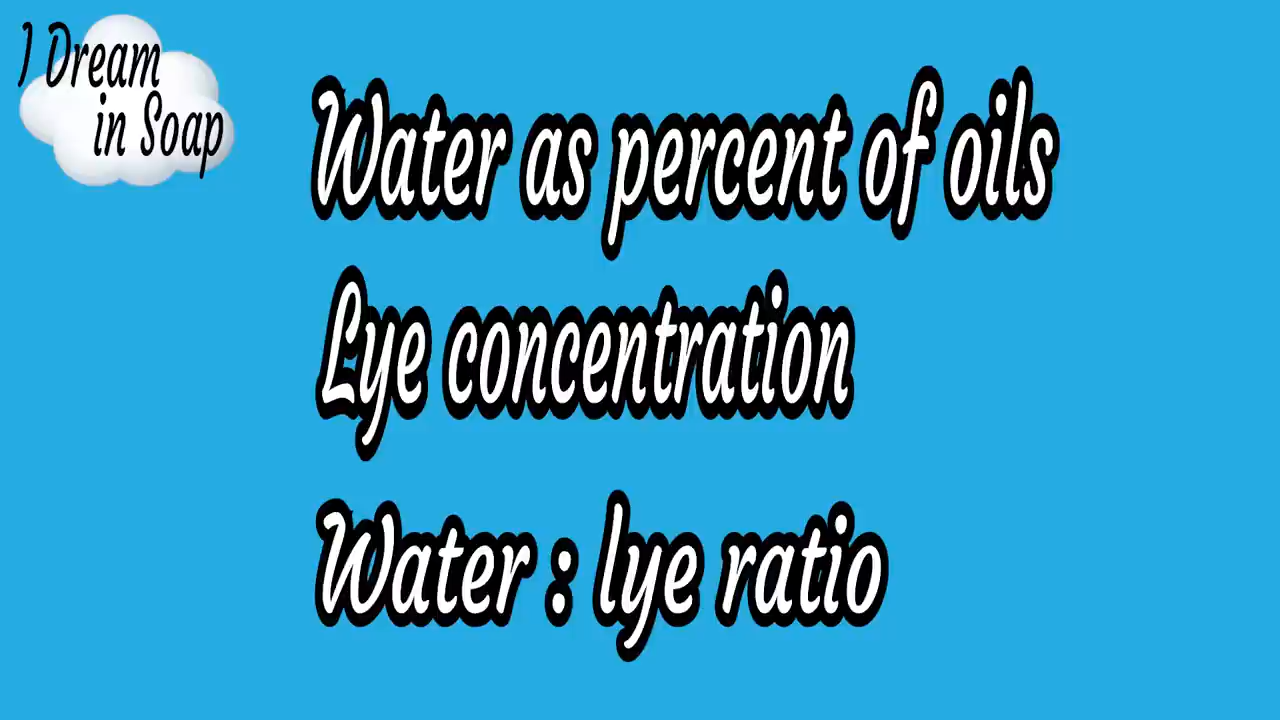 I Dream
in Soap
Water as percent of oils
Lye concentration
Water : lye ratio